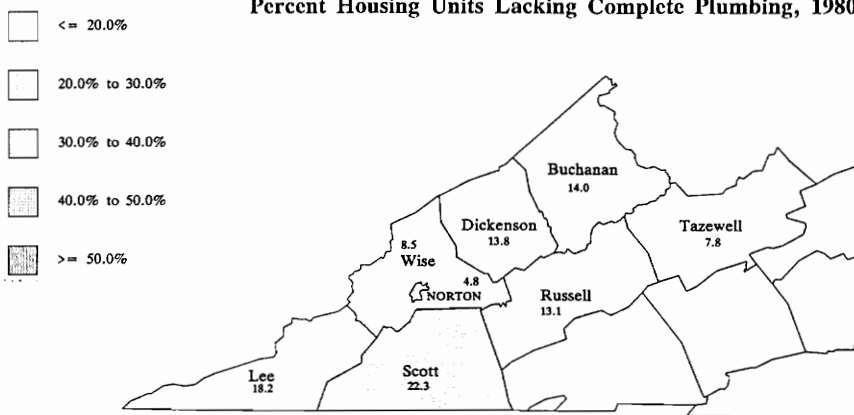 Percent Housing Units Lacking Complete Plumbing, 1980
<= 20.0%
20.0% to 30.0%
30.0% to 40.0%
40.0% to 50.0%
>= 50.0%
Buchanan
14.0
Dickenson
13.8
Tazewell
7.8
8.5
Wise
4.8
NORTON
Russell
13.1
Lee
18.2
Scott
22.3